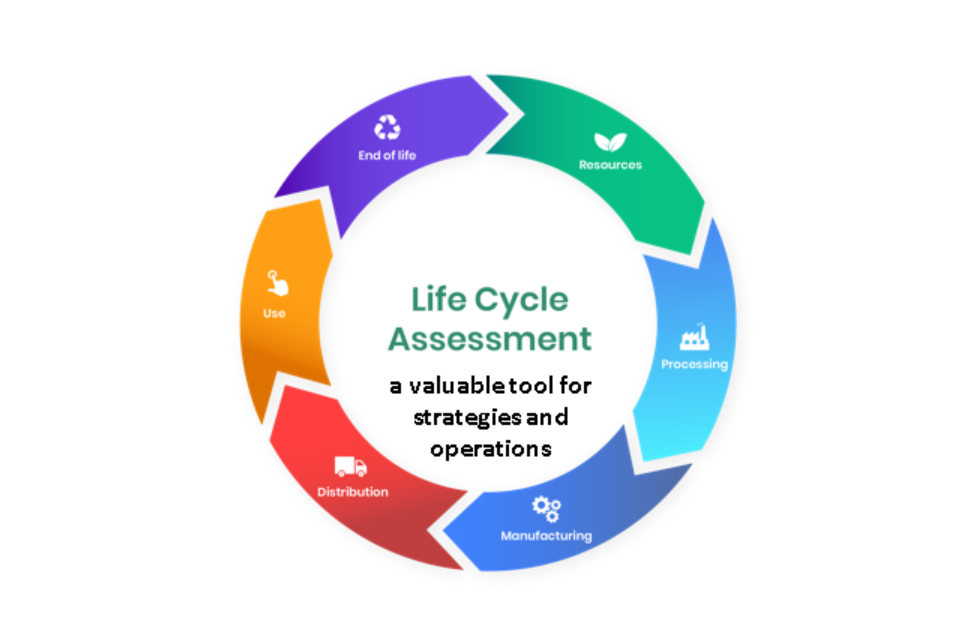 End of life
Resources
Use
Life Cycle
Assessment
a valuable tool for
strategies and
operations
Processing
Distribution
Manufacturing